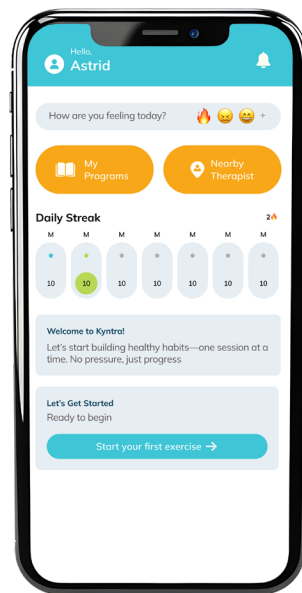 Hello,
Astrid
How are you feeling today?
+
My
Programs
Nearby
Therapist
Daily Streak
2
M M M M M M M
10 10 10 10 10 10 10
Welcome to Kyntra!
Let's start building healthy habits—one session at a
time. No pressure, just progress
Let's Get Started
Ready to begin
Start your first exercise →